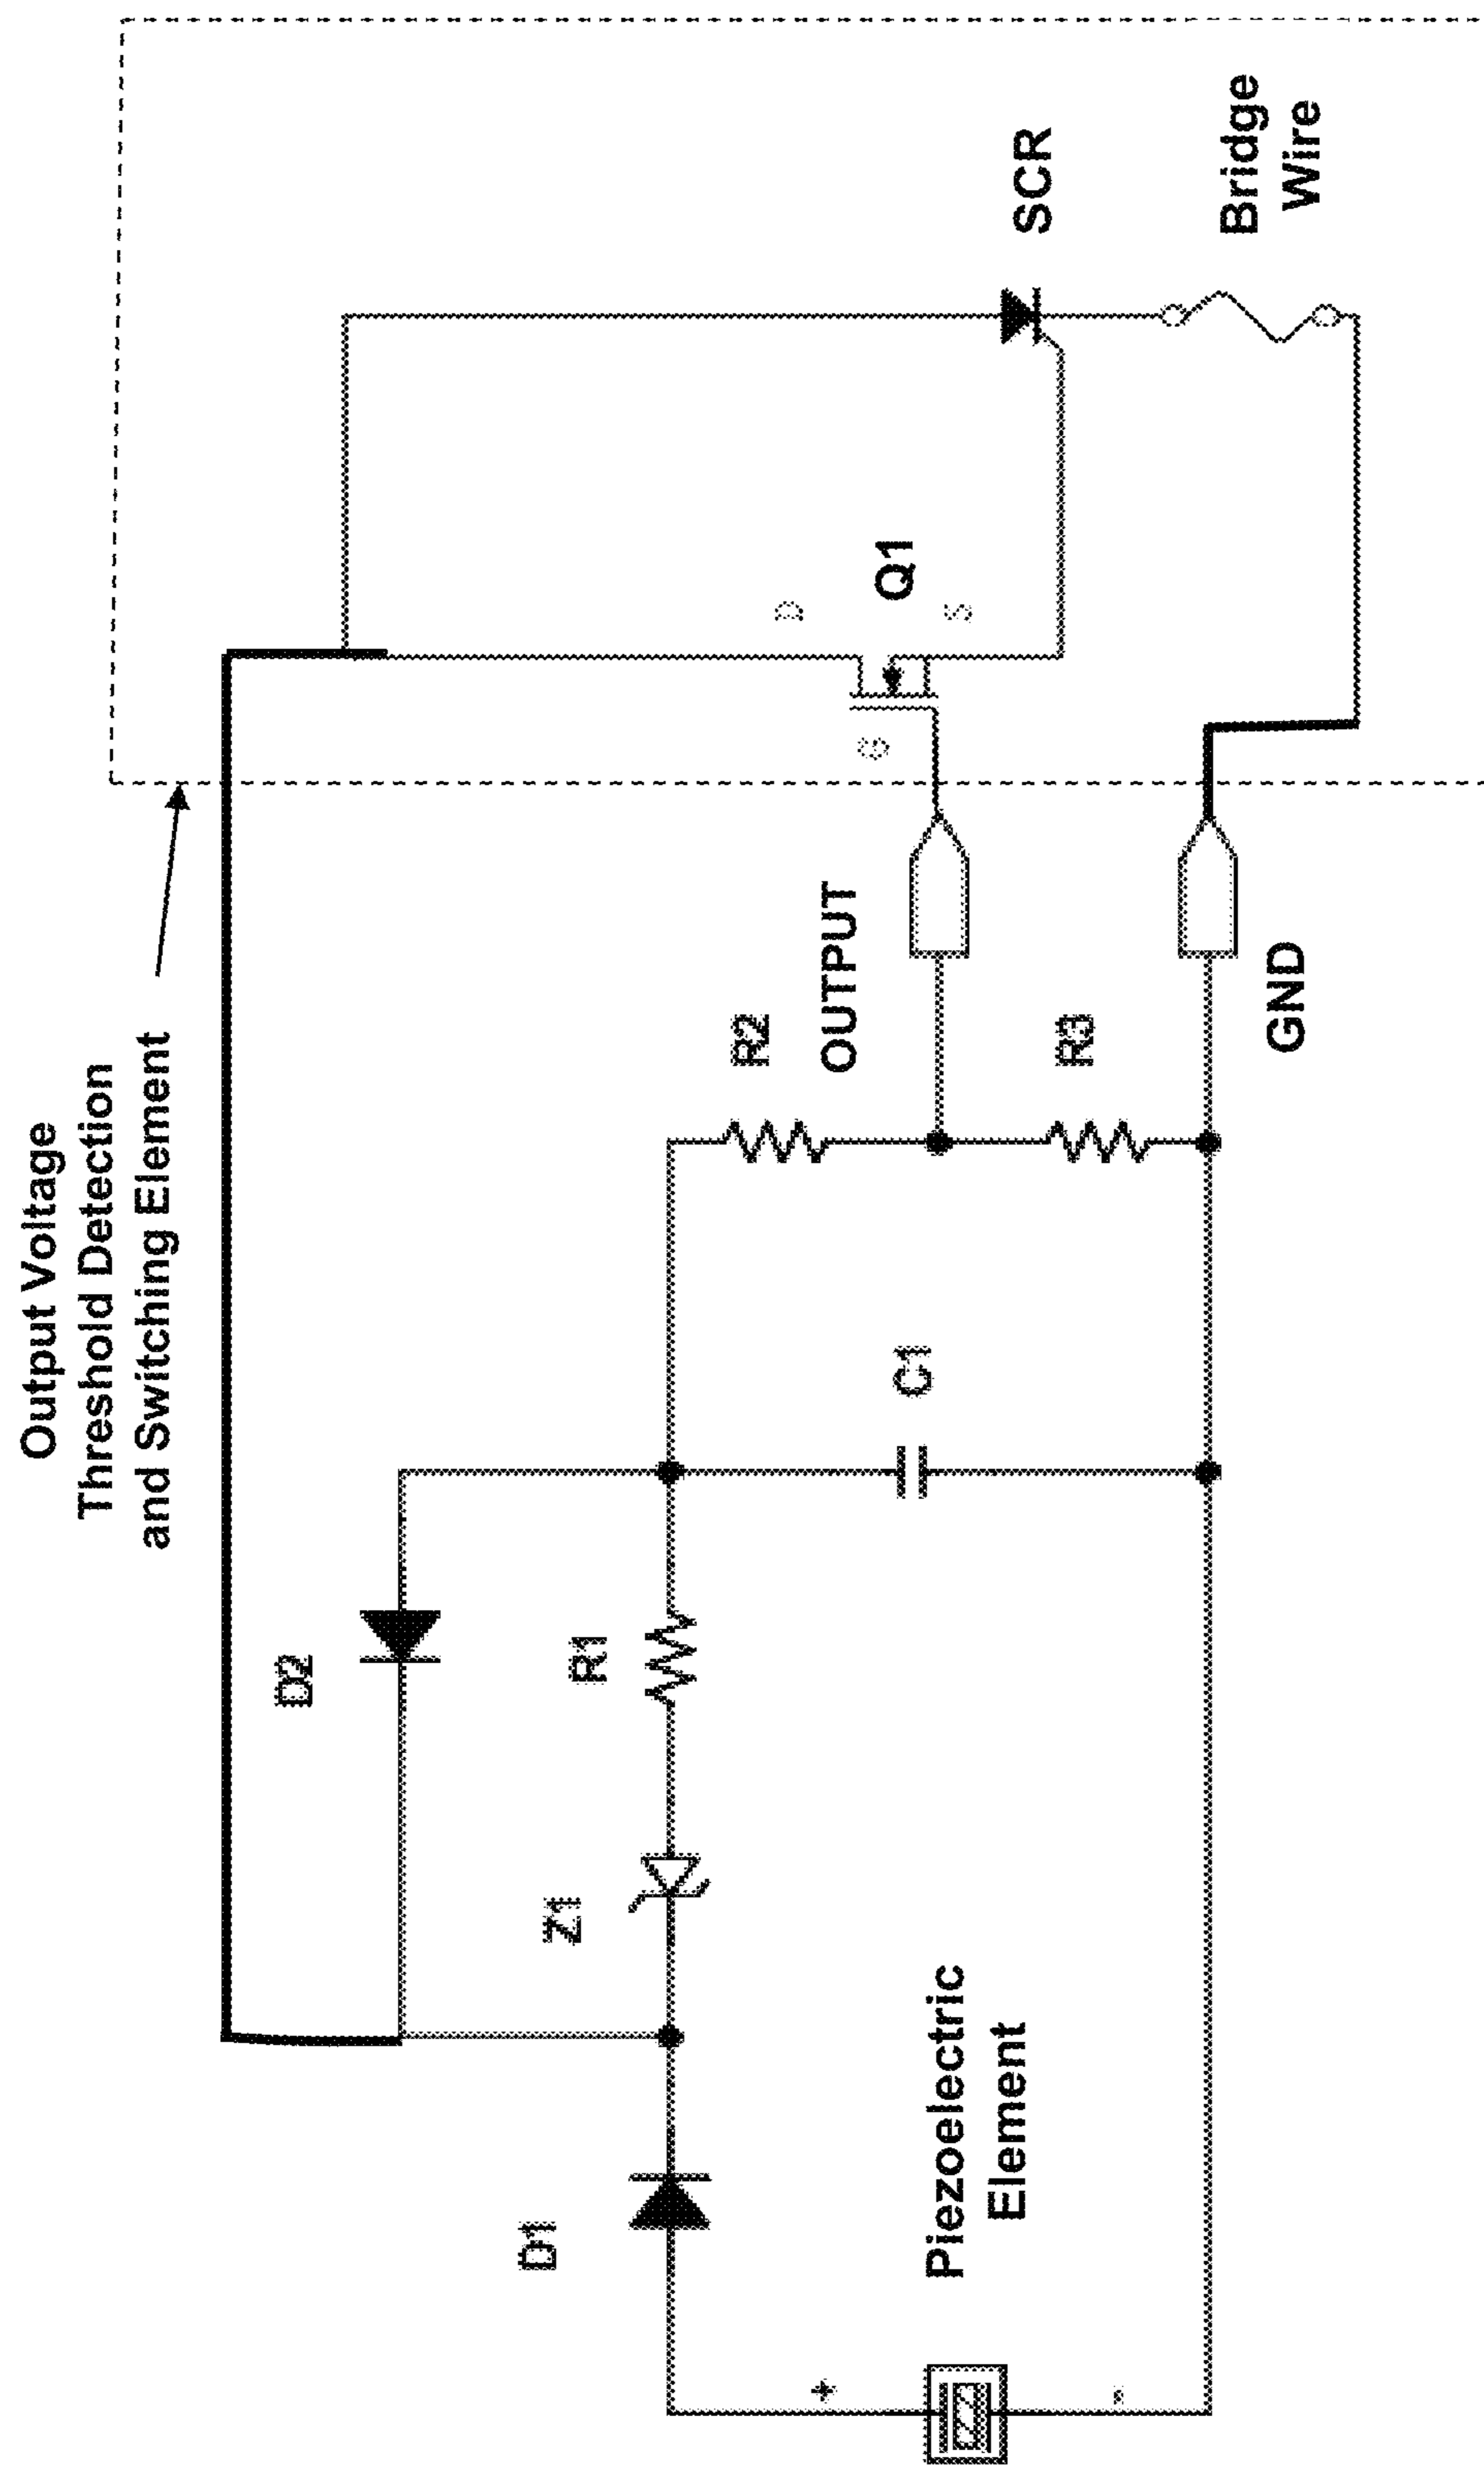 Output Voltage
Threshold Detection
and Switching Element
D2
R1
Z1
D1
Piezoelectric
Element
+
-
C1
R2
OUTPUT
R3
GND
G
D
Q1
S
SCR
Bridge
Wire